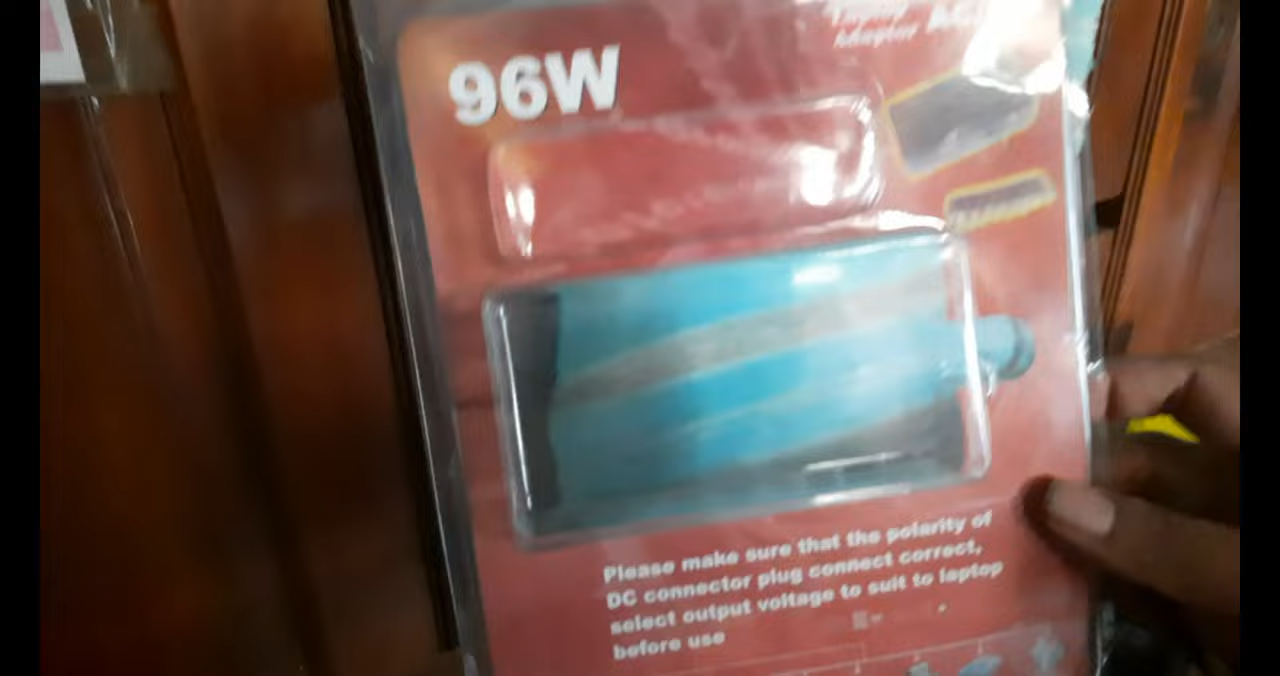 96W
Adaptor
Please make sure that the polarity of
DC connector plug connect correct,
select output voltage to suit to laptop
before use